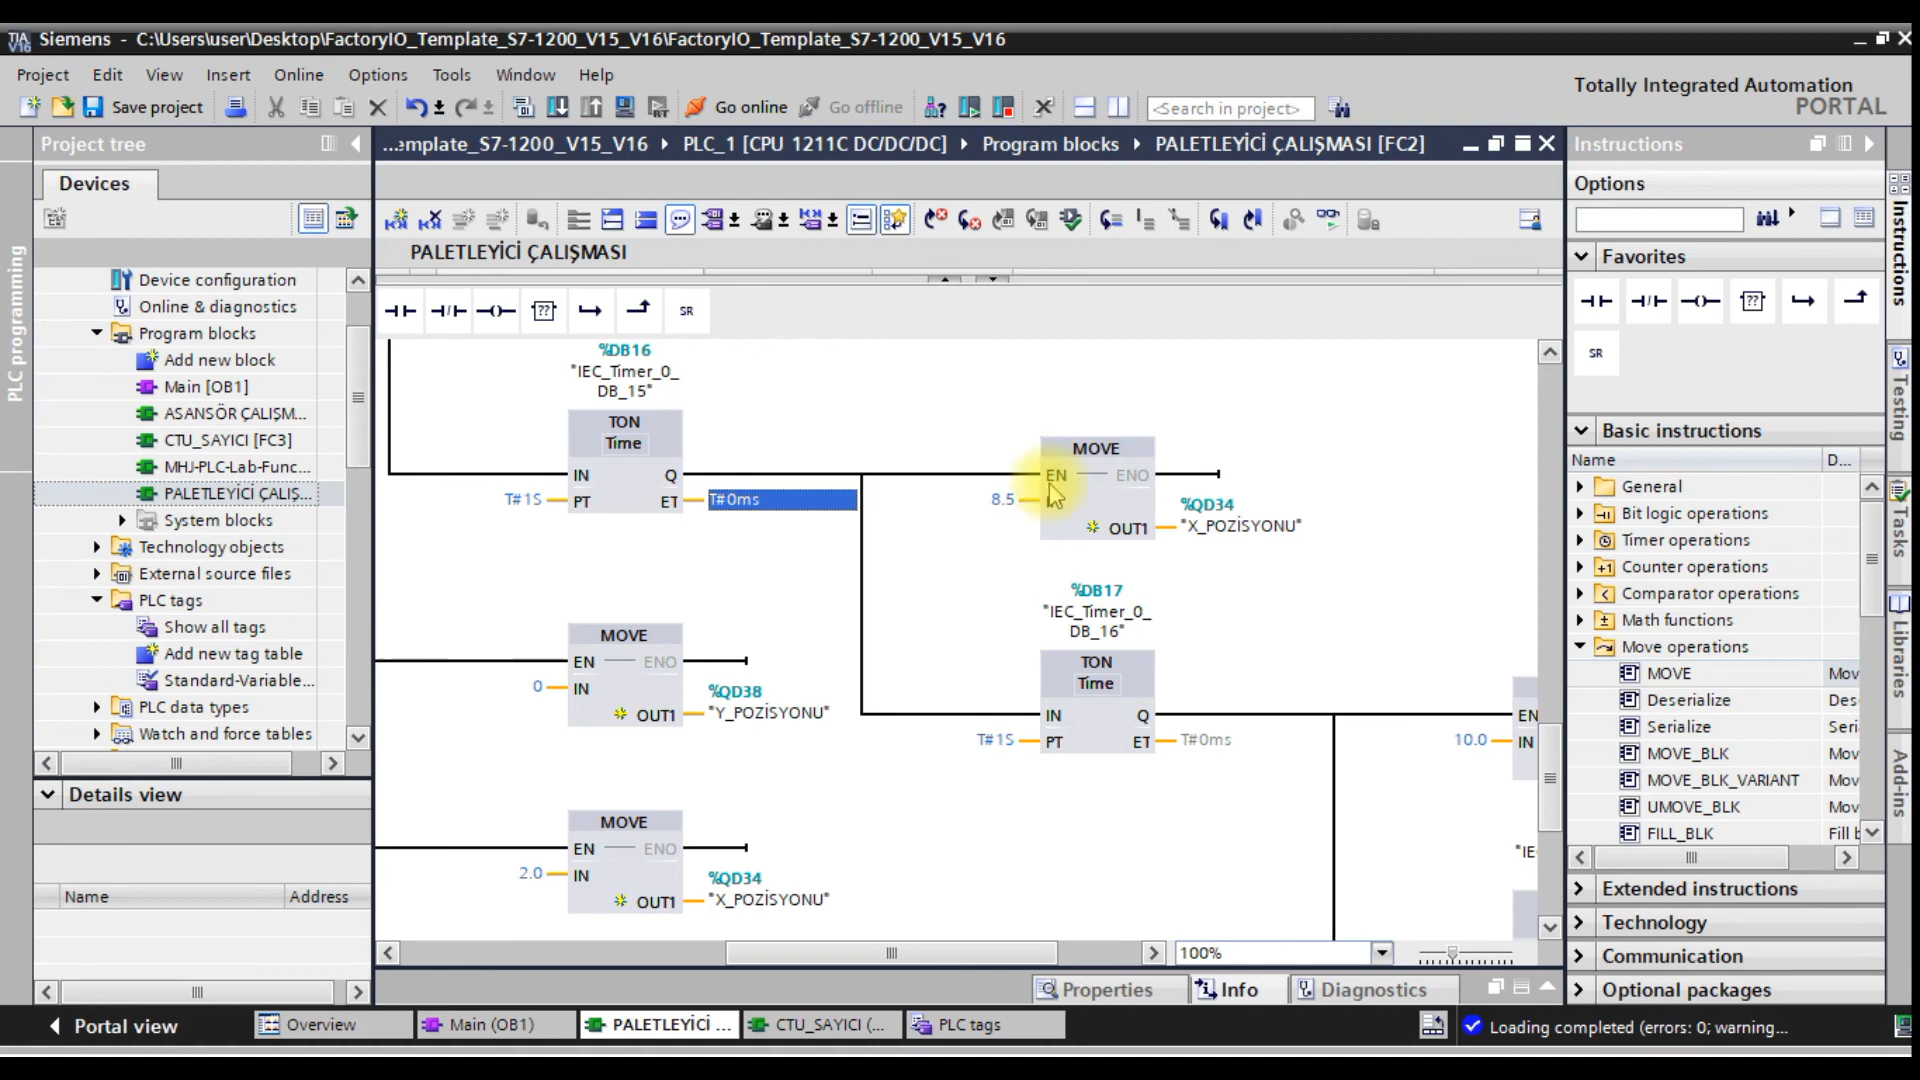 Siemens - C:\Users\user\Desktop\FactoryIO_Template_S7-1200_V15_V16\FactoryIO_Template_S7-1200_V15_V16
Project Edit View Insert Online Options Tools Window Help
Totally Integrated Automation
PORTAL
Save project
Go online
Go offline
<Search in project>
Project tree
...emplate_S7-1200_V15_V16 PLC_1 [CPU 1211C DC/DC/DC] Program blocks PALETLEYİCİ ÇALIŞMASI [FC2]
Instructions
Devices
Options
PLC programming
PALETLEYİCİ ÇALIŞMASI
Device configuration
Online & diagnostics
Program blocks
Add new block
Main [OB1]
ASANSÖR ÇALIŞM...
CTU_SAYICI [FC3]
MHJ-PLC-Lab-Func...
PALETLEYİCİ ÇALIŞ...
System blocks
Technology objects
External source files
PLC tags
Show all tags
Add new tag table
Standard-Variable...
PLC data types
Watch and force tables
Details view
Name Address
SR
%DB16
"IEC_Timer_0_
DB_15"
TON
Time
IN Q
T#1S PT ET T#0ms
MOVE
EN ENO
8.5
%QD34
OUT1 "X_POZİSYONU"
%DB17
"IEC_Timer_0_
DB_16"
TON
Time
IN Q
T#1S PT ET T#0ms
MOVE
EN ENO
0 IN
%QD38
OUT1 "Y_POZİSYONU"
EN
10.0 IN
MOVE
EN ENO
2.0 IN
%QD34
OUT1 "X_POZİSYONU"
"IE
100%
Properties Info Diagnostics
Favorites
SR
Basic instructions
Name D...
General
Bit logic operations
Timer operations
Counter operations
Comparator operations
Math functions
Move operations
MOVE Mov
Deserialize Des
Serialize Seri
MOVE_BLK Mov
MOVE_BLK_VARIANT Mov
UMOVE_BLK Mov
FILL_BLK Fill b
Extended instructions
Technology
Communication
Optional packages
Instructions
Testing
Tasks
Libraries
Add-ins
Portal view
Overview
Main (OB1)
PALETLEYİCİ ...
CTU_SAYICI (...
PLC tags
Loading completed (errors: 0; warning...